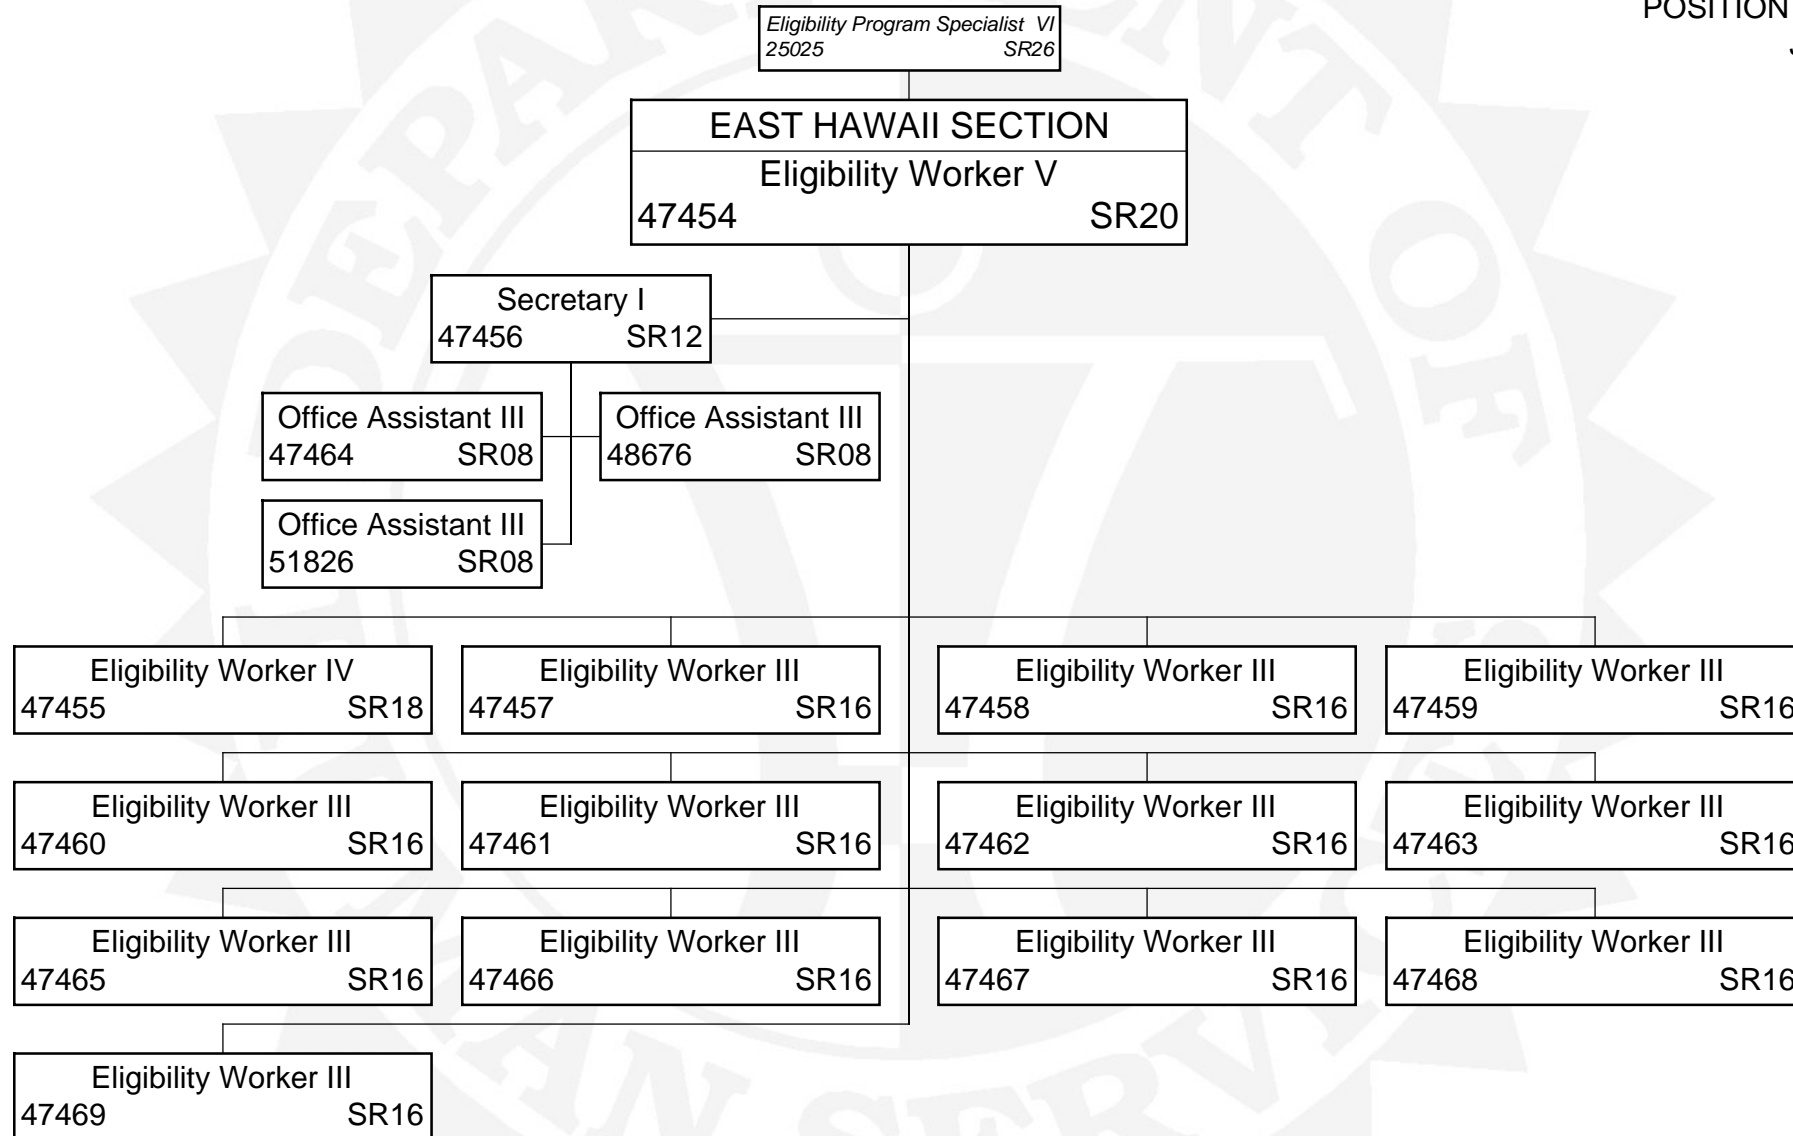 POSITION
Eligibility Program Specialist VI
25025 SR26
EAST HAWAII SECTION
Eligibility Worker V
47454 SR20
Secretary I
47456 SR12
Office Assistant III
47464 SR08
Office Assistant III
48676 SR08
Office Assistant III
51826 SR08
Eligibility Worker IV
47455 SR18
Eligibility Worker III
47457 SR16
Eligibility Worker III
47458 SR16
Eligibility Worker III
47459 SR16
Eligibility Worker III
47460 SR16
Eligibility Worker III
47461 SR16
Eligibility Worker III
47462 SR16
Eligibility Worker III
47463 SR16
Eligibility Worker III
47465 SR16
Eligibility Worker III
47466 SR16
Eligibility Worker III
47467 SR16
Eligibility Worker III
47468 SR16
Eligibility Worker III
47469 SR16